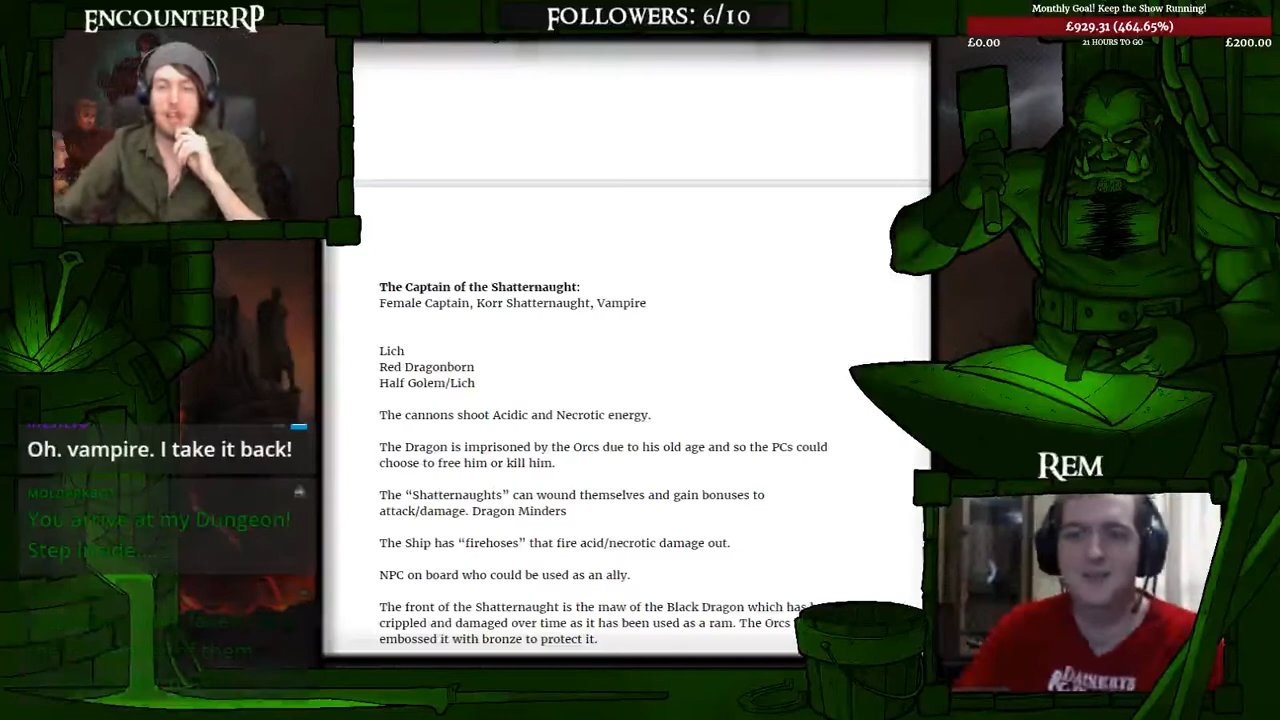 EncounterRP
Followers: 6/10
Monthly Goal! Keep the Show Running!
£929.31 (464.65%)
£0.00
21 HOURS TO GO
£200.00
The Captain of the Shatternaught:
Female Captain, Korr Shatternaught, Vampire
Lich
Red Dragonborn
Half Golem/Lich
The cannons shoot Acidic and Necrotic energy.
The Dragon is imprisoned by the Orcs due to his old age and so the PCs could
choose to free him or kill him.
The “Shatternaughts” can wound themselves and gain bonuses to
attack/damage. Dragon Minders
The Ship has “firehoses” that fire acid/necrotic damage out.
NPC on board who could be used as an ally.
The front of the Shatternaught is the maw of the Black Dragon which has
crippled and damaged over time as it has been used as a ram. The Orcs
embossed it with bronze to protect it.
Oh. vampire. I take it back!
You arrive at my Dungeon!
Step Inside....
them
Rem